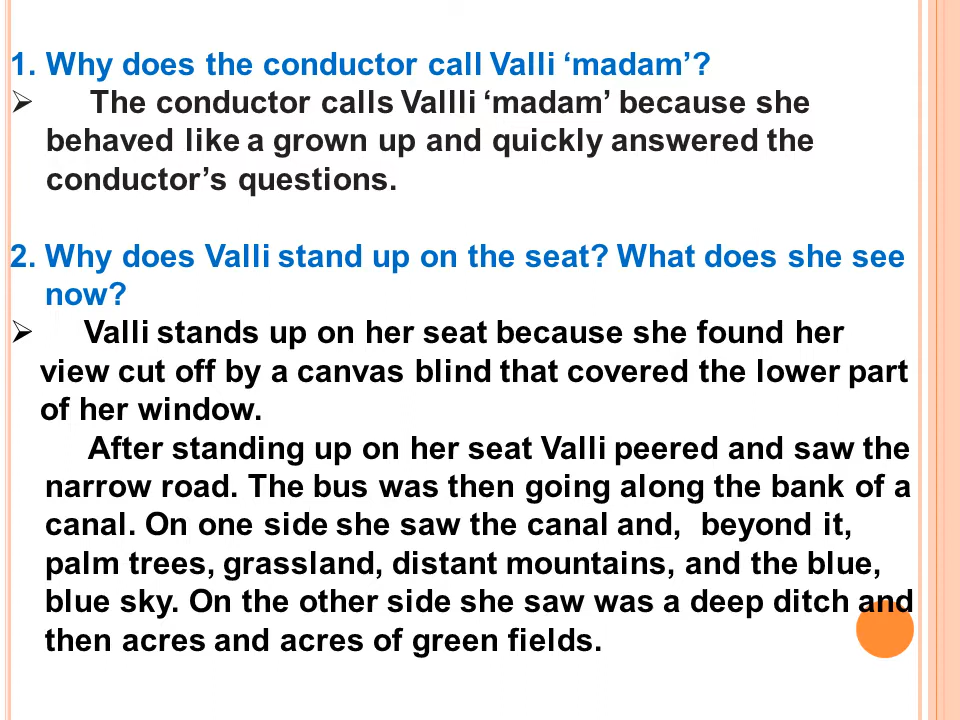 1. Why does the conductor call Valli ‘madam’?
➢ The conductor calls Vallli ‘madam’ because she
behaved like a grown up and quickly answered the
conductor’s questions.
2. Why does Valli stand up on the seat? What does she see
now?
➢ Valli stands up on her seat because she found her
view cut off by a canvas blind that covered the lower part
of her window.
After standing up on her seat Valli peered and saw the
narrow road. The bus was then going along the bank of a
canal. On one side she saw the canal and, beyond it,
palm trees, grassland, distant mountains, and the blue,
blue sky. On the other side she saw was a deep ditch and
then acres and acres of green fields.